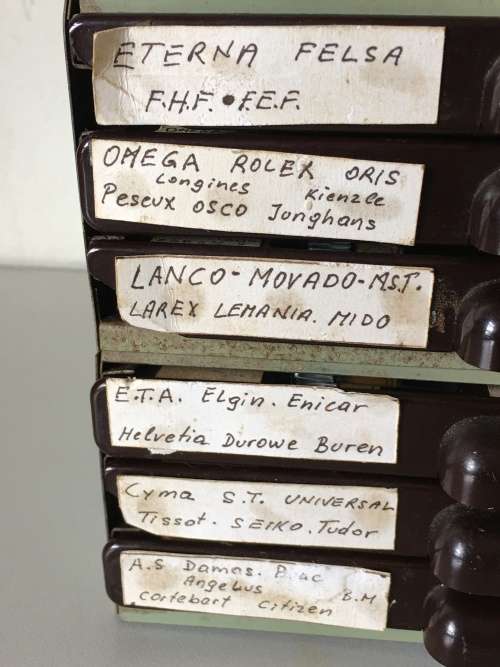 ETERNA FELSA
F.H.F. • F.E.F.
OMEGA ROLEX ORIS
Longines Kienzle
Peseux OSCO Junghans
LANCO - MOVADO - MST.
LAREX LEMANIA. MIDO
E.T.A. Elgin. Enicar
Helvetia Durowe Buren
Cyma S.T. UNIVERSAL
Tissot. SEIKO. Tudor
A.S Damas.
Angelus B.M
Cortebert Citizen